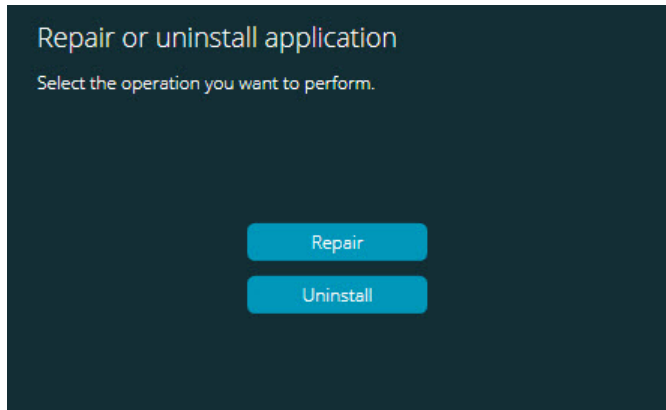 Repair or uninstall application
Select the operation you want to perform.
Repair
Uninstall